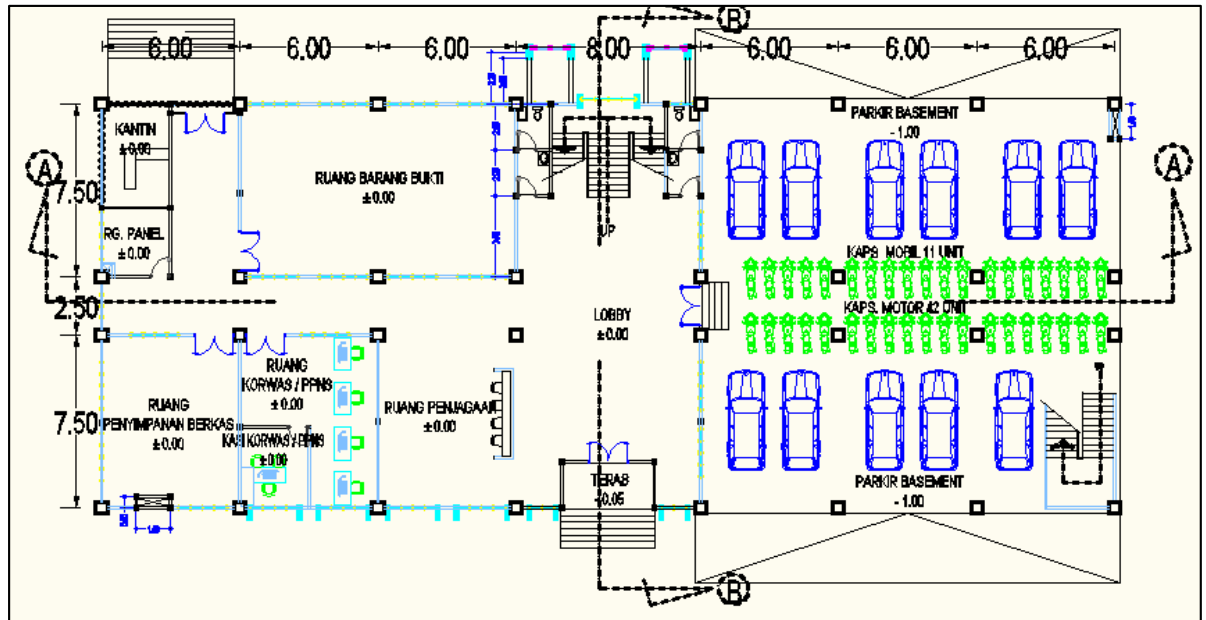 B
6.00 6.00 6.00 8.00 6.00 6.00 6.00
KANTIN
±0.00
PARKIR BASEMENT
- 1.00
A
7.50
RUANG BARANG BUKTI
±0.00
A
RG. PANEL
±0.00
UP
KAPS. MOBIL 11 UNIT
2.50
LOBBY
±0.00
KAPS. MOTOR 42 UNIT
RUANG
KORWAS / PPNS
±0.00
7.50
RUANG
PENYIMPANAN BERKAS
±0.00
KASI KORWAS / PPNS
±0.00
RUANG PENJAGAAN
±0.00
TERAS
-0.05
PARKIR BASEMENT
- 1.00
B